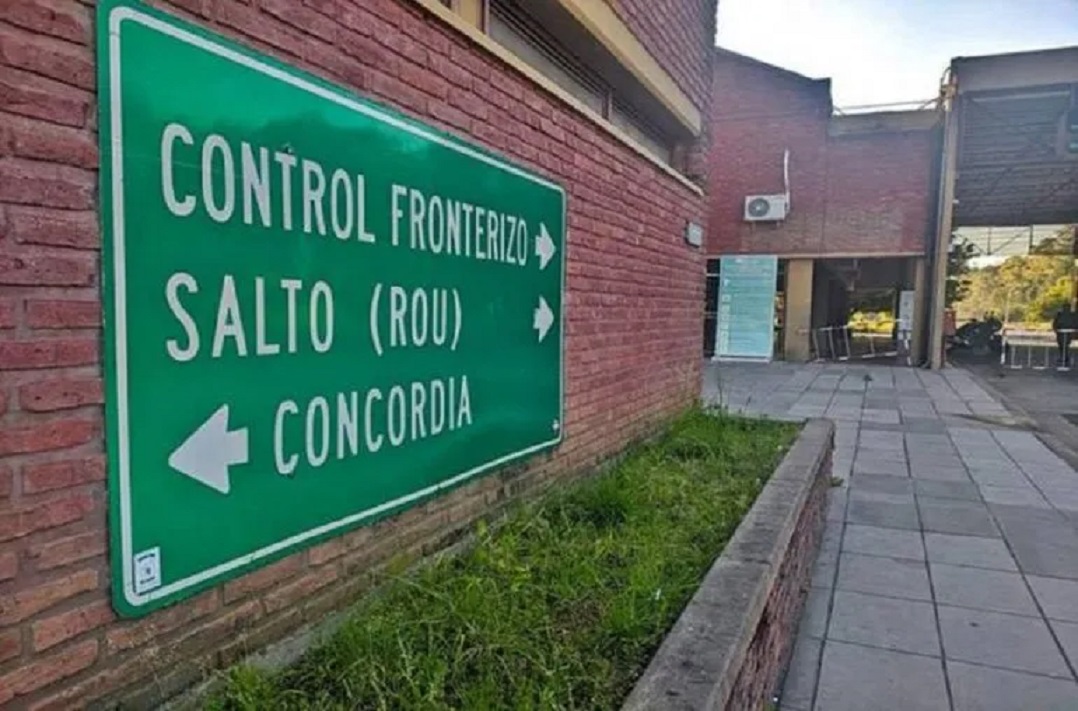 CONTROL FRONTERIZO
SALTO (ROU)
CONCORDIA